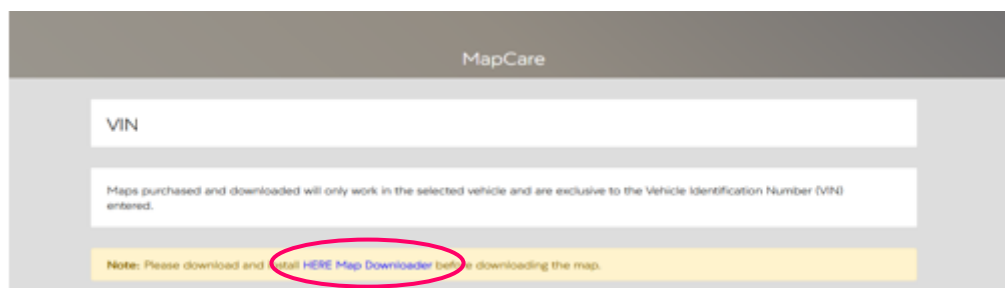 MapCare
VIN
Maps purchased and downloaded will only work in the selected vehicle and are exclusive to the Vehicle Identification Number (VIN)
entered.
Note: Please download and install HERE Map Downloader before downloading the map.